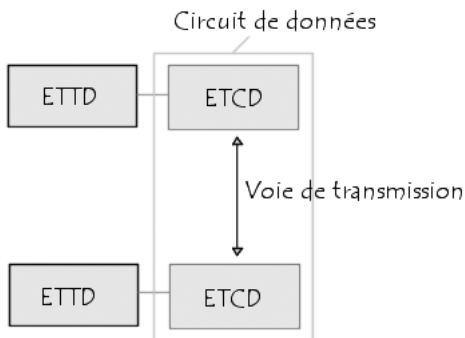 Circuit de données
ETTD
ETCD
Voie de transmission
ETTD
ETCD